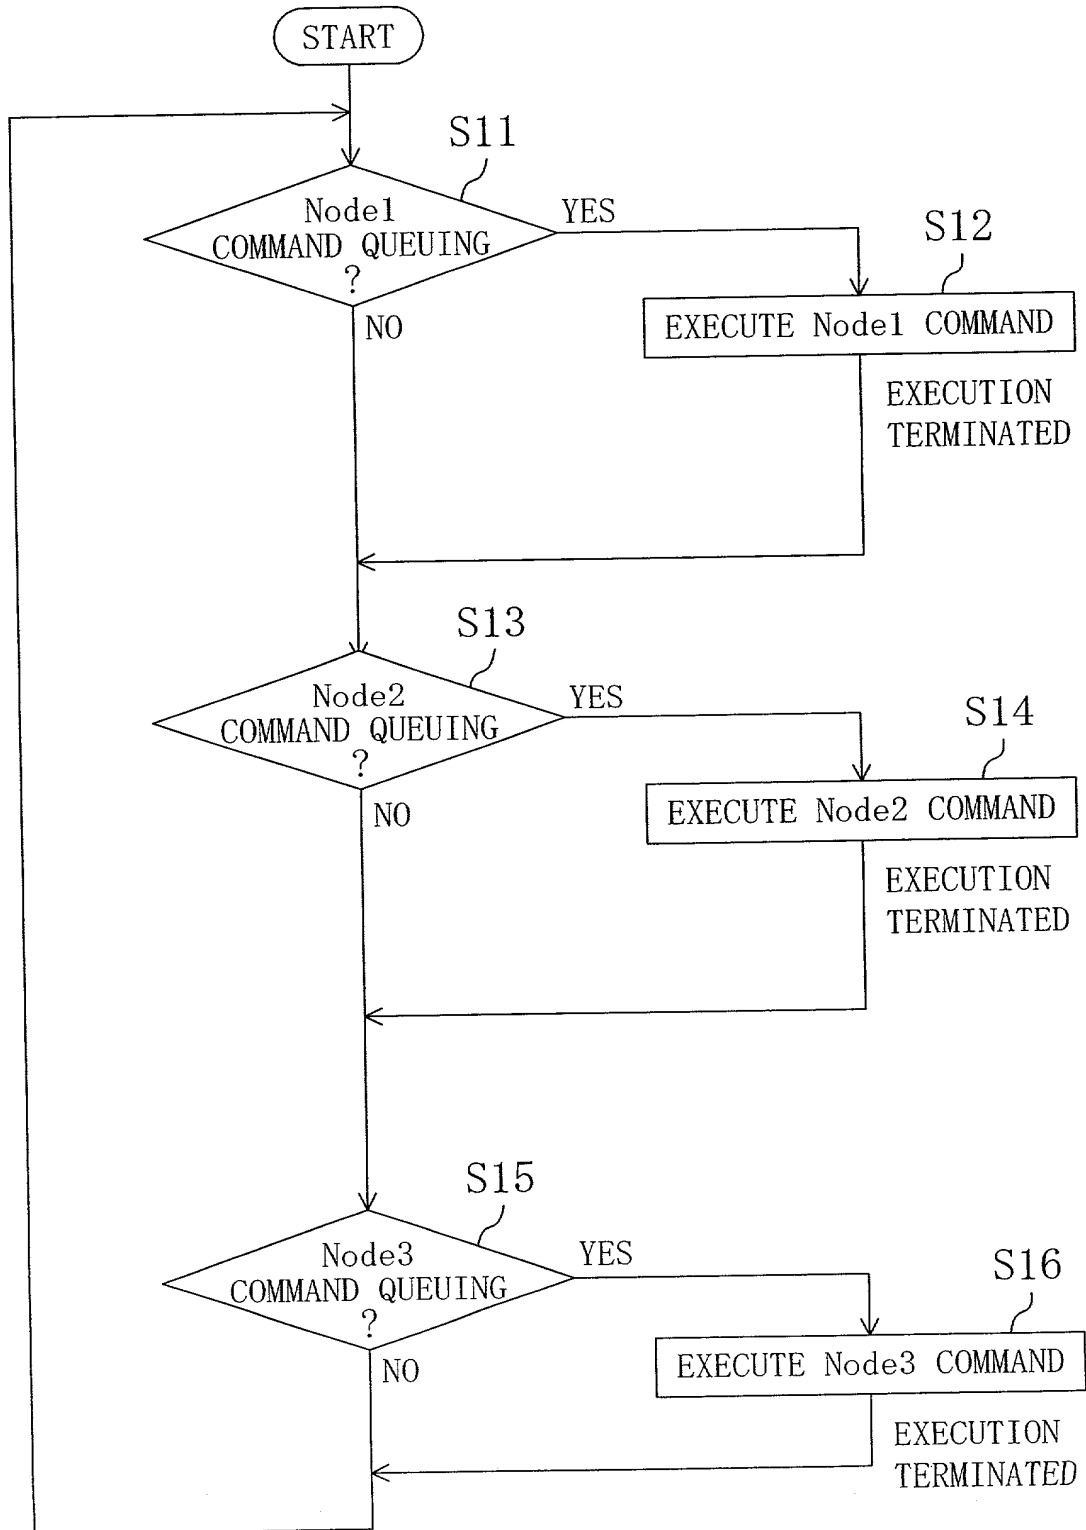 START
S11
Node1
COMMAND QUEUING
?
YES
NO
S12
EXECUTE Node1 COMMAND
EXECUTION
TERMINATED
S13
Node2
COMMAND QUEUING
?
YES
NO
S14
EXECUTE Node2 COMMAND
EXECUTION
TERMINATED
S15
Node3
COMMAND QUEUING
?
YES
NO
S16
EXECUTE Node3 COMMAND
EXECUTION
TERMINATED